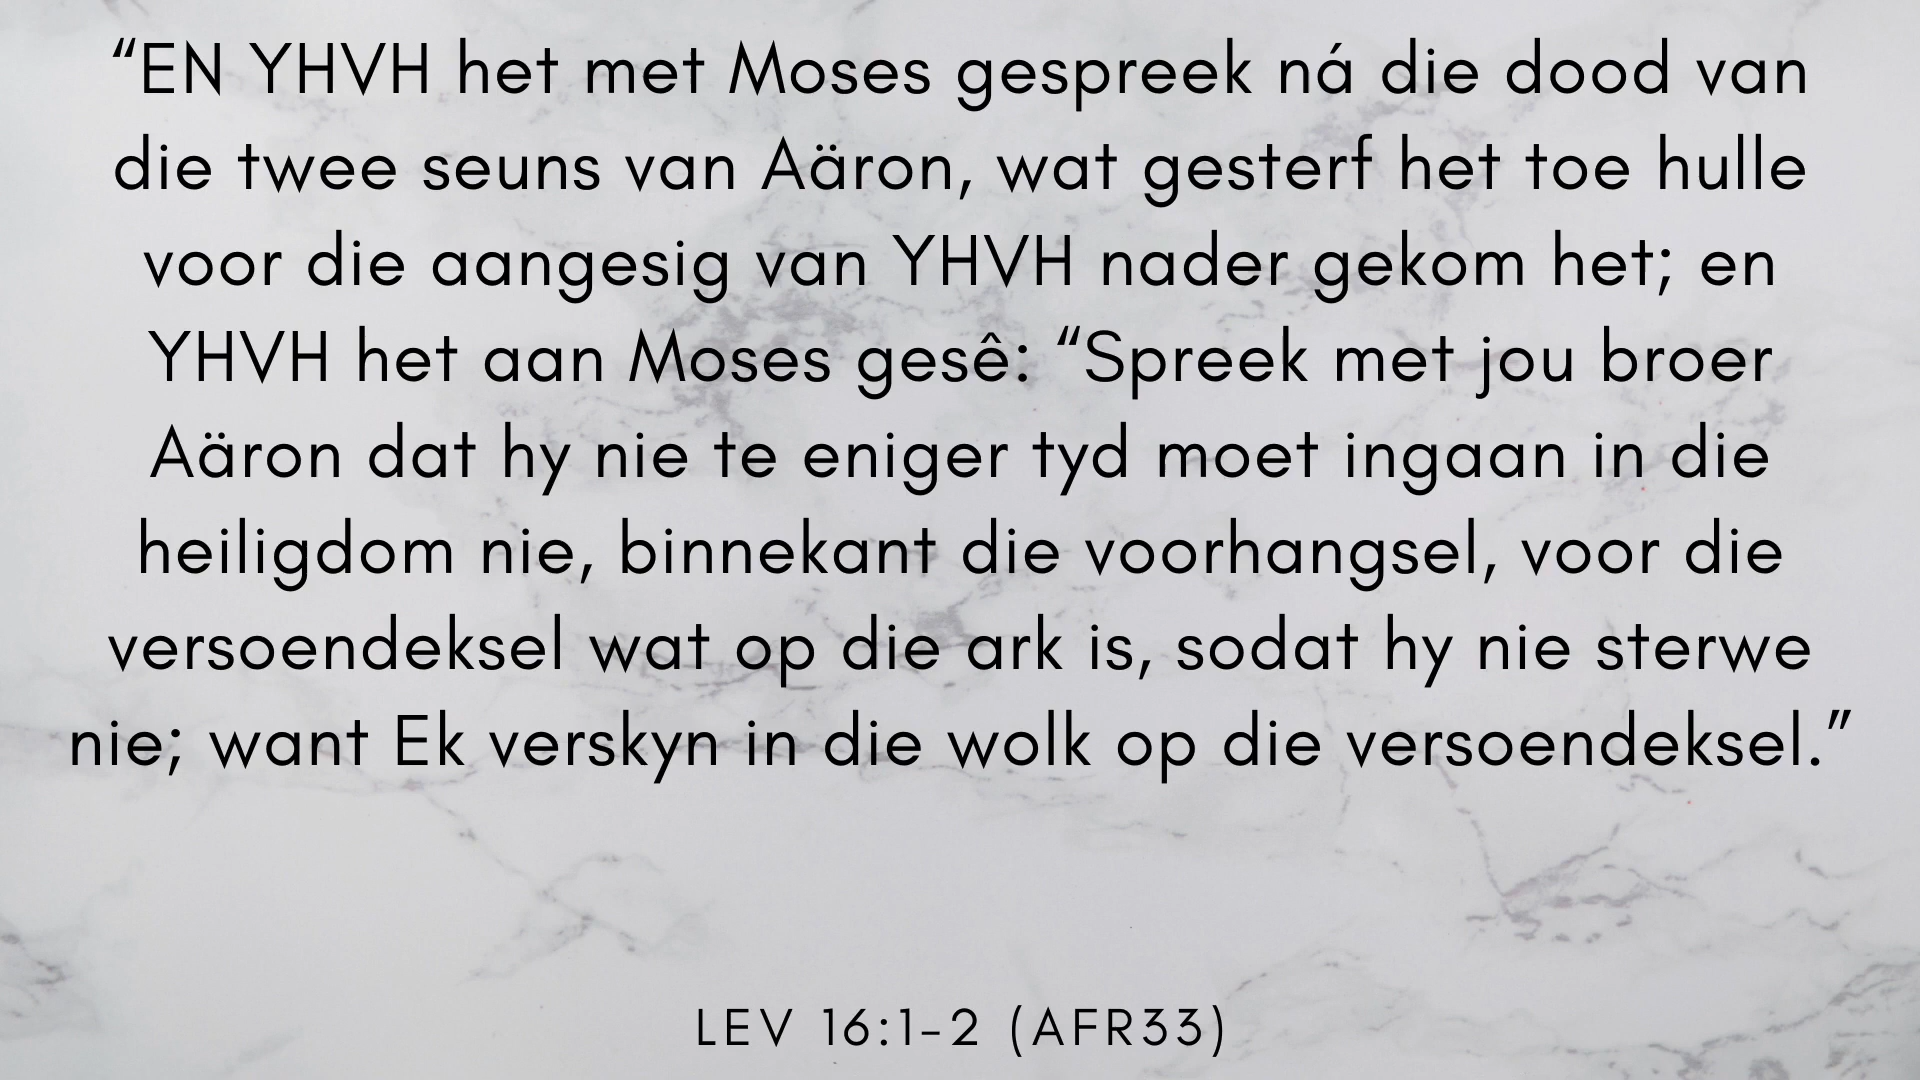 “EN YHVH het met Moses gespreek ná die dood van
die twee seuns van Aäron, wat gesterf het toe hulle
voor die aangesig van YHVH nader gekom het; en
YHVH het aan Moses gesê: “Spreek met jou broer
Aäron dat hy nie te eniger tyd moet ingaan in die
heiligdom nie, binnekant die voorhangsel, voor die
versoendeksel wat op die ark is, sodat hy nie sterwe
nie; want Ek verskyn in die wolk op die versoendeksel.”
LEV 16:1-2 (AFR33)